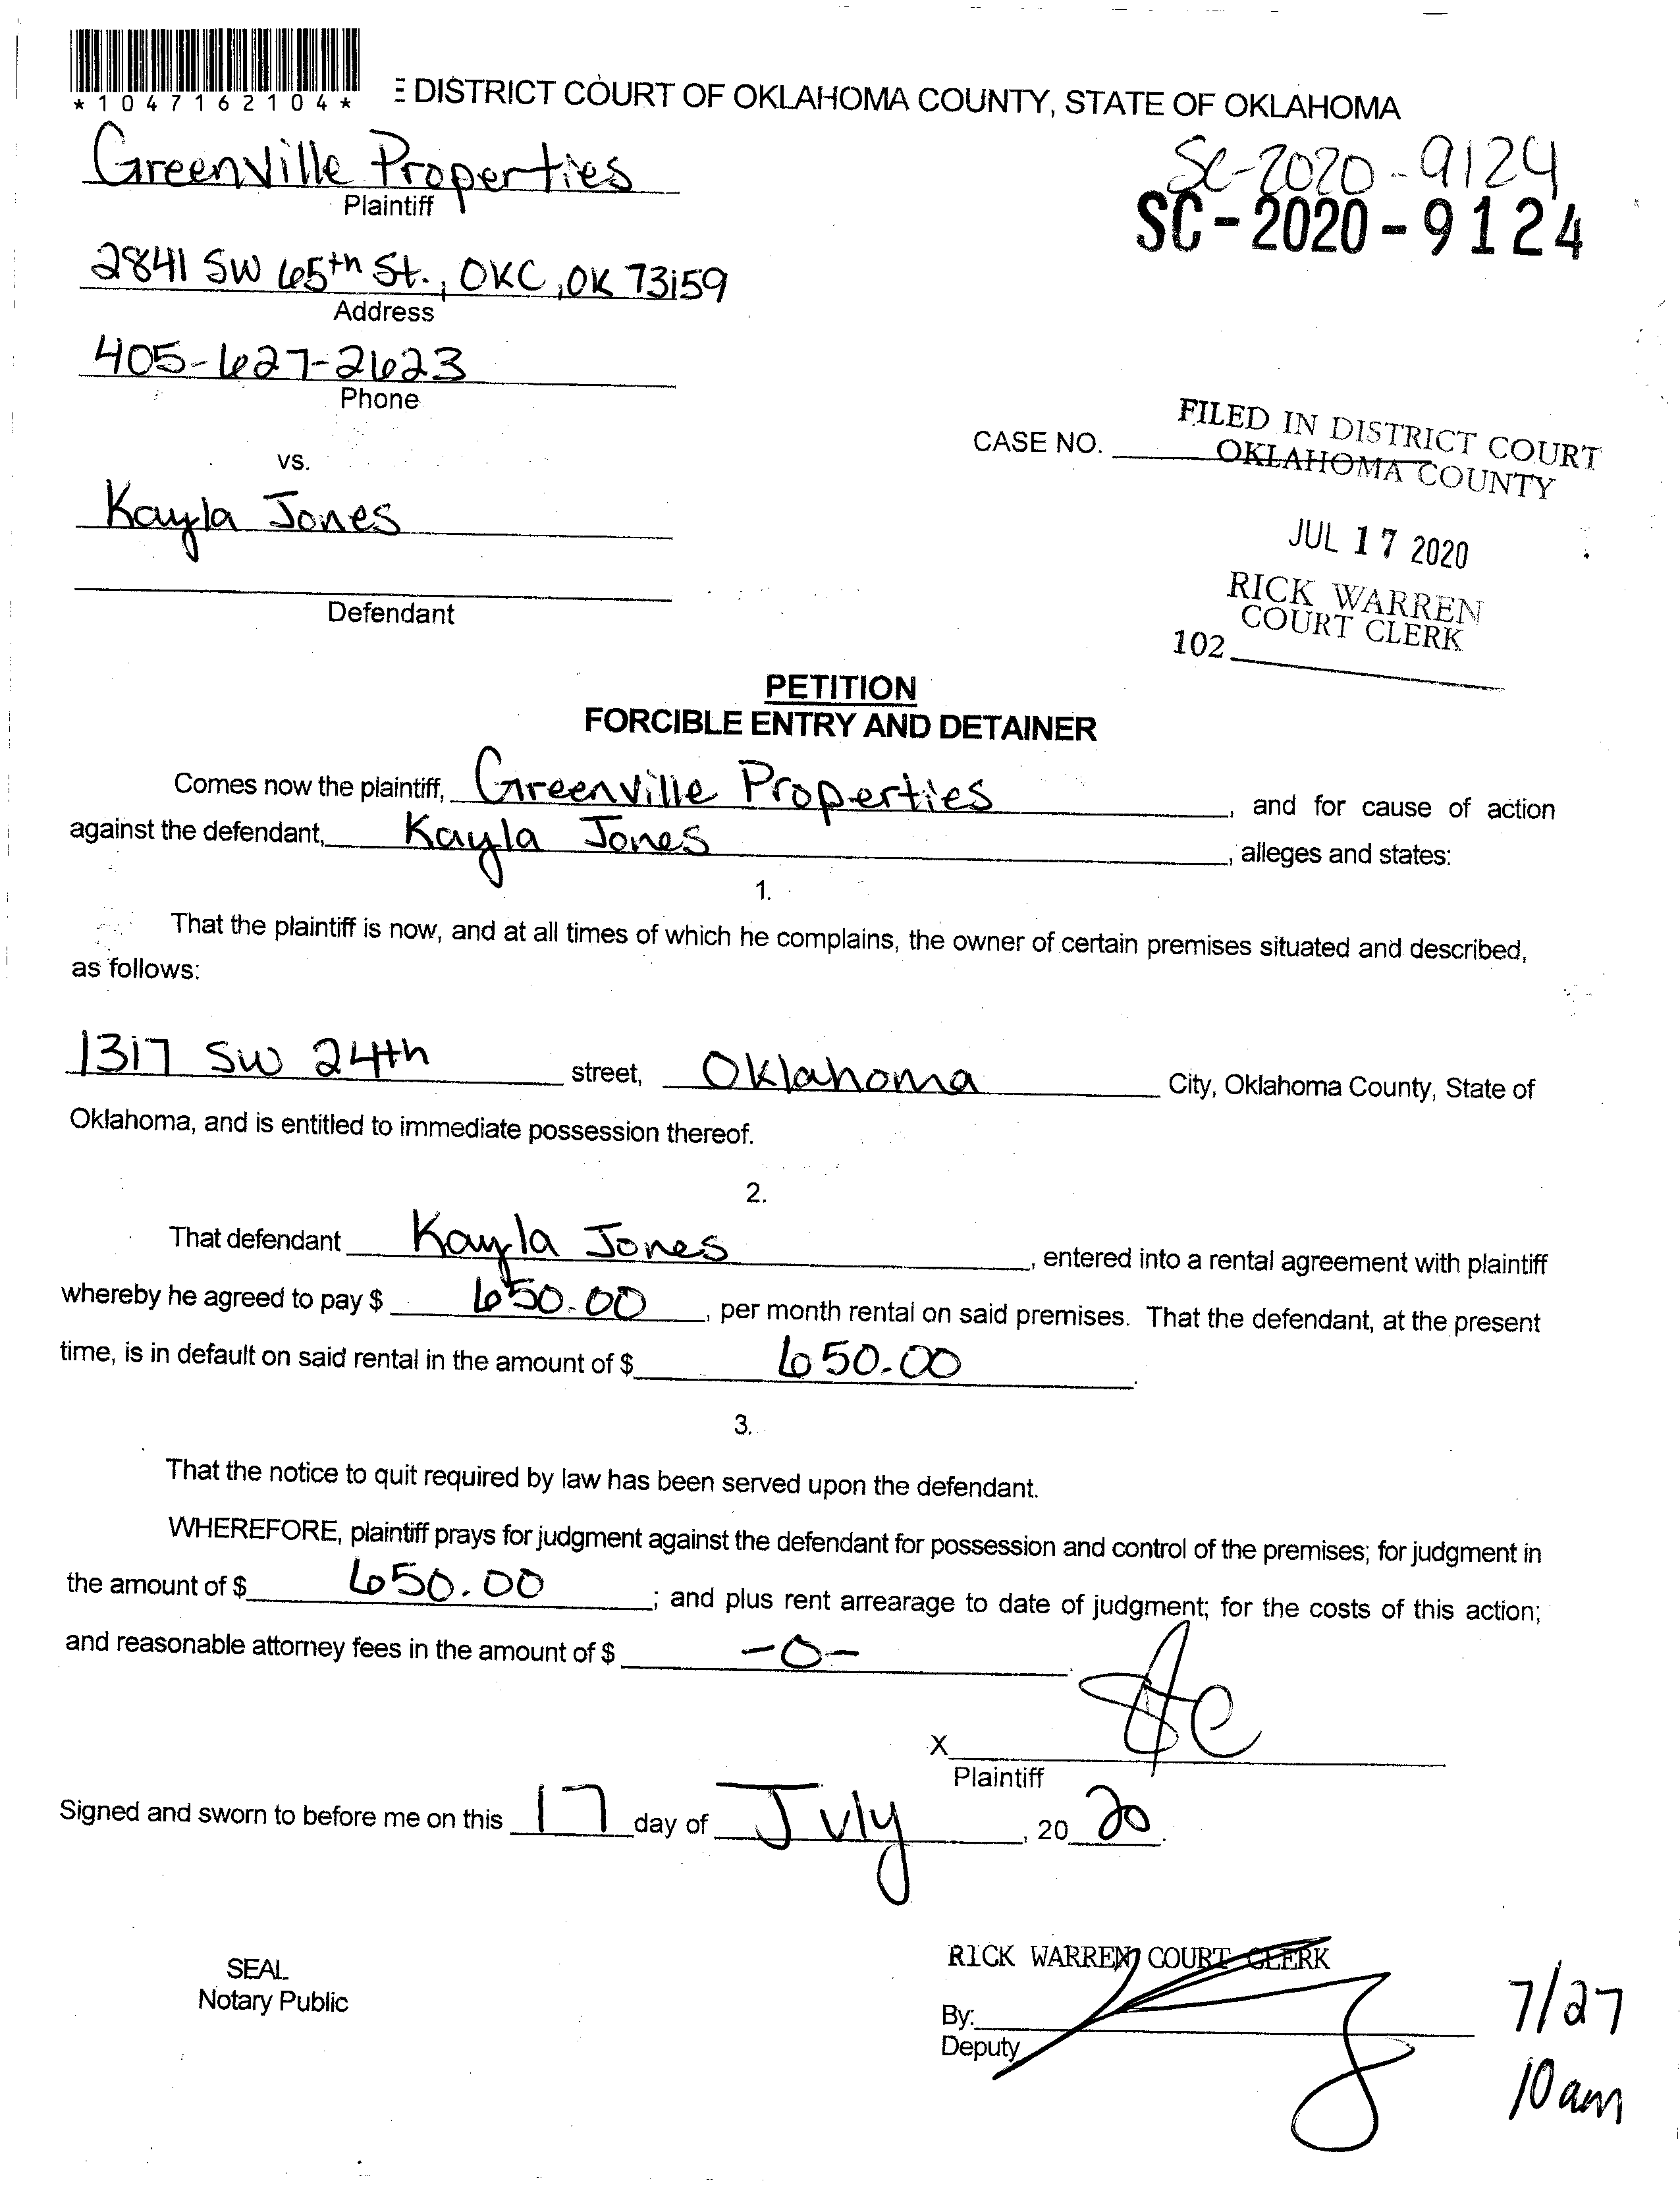 *1047162104*
E DISTRICT COURT OF OKLAHOMA COUNTY, STATE OF OKLAHOMA
Greenville Properties
Plaintiff
SC-2020-9124
SC-2020-9124
2841 SW 65th St., OKC, OK 73159
Address
405-627-2623
Phone
vs.
CASE NO.
FILED IN DISTRICT COURT
OKLAHOMA COUNTY
Kayla Jones
JUL 17 2020
Defendant
RICK WARREN
COURT CLERK
102
PETITION
FORCIBLE ENTRY AND DETAINER
Comes now the plaintiff, Greenville Properties, and for cause of action
against the defendant, Kayla Jones, alleges and states:
1.
That the plaintiff is now, and at all times of which he complains, the owner of certain premises situated and described,
as follows:
1317 SW 24th street, Oklahoma City, Oklahoma County, State of
Oklahoma, and is entitled to immediate possession thereof.
2.
That defendant Kayla Jones, entered into a rental agreement with plaintiff
whereby he agreed to pay $ 650.00, per month rental on said premises. That the defendant, at the present
time, is in default on said rental in the amount of $ 650.00.
3.
That the notice to quit required by law has been served upon the defendant.
WHEREFORE, plaintiff prays for judgment against the defendant for possession and control of the premises; for judgment in
the amount of $ 650.00; and plus rent arrearage to date of judgment; for the costs of this action;
and reasonable attorney fees in the amount of $ -0-.
X
Plaintiff
Signed and sworn to before me on this 17 day of July, 20 20.
SEAL
Notary Public
RICK WARREN COURT CLERK
By:
Deputy
7/27
10am